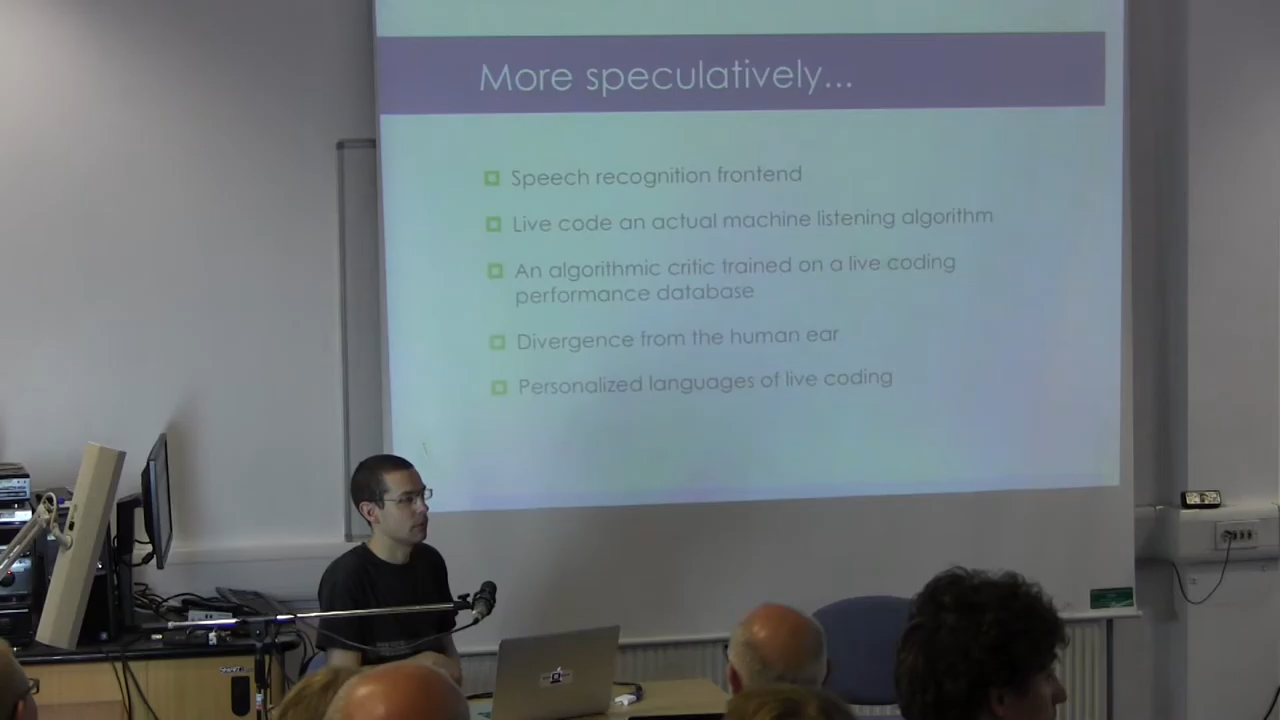 More speculatively...
Speech recognition frontend
Live code an actual machine listening algorithm
An algorithmic critic trained on a live coding
performance database
Divergence from the human ear
Personalized languages of live coding